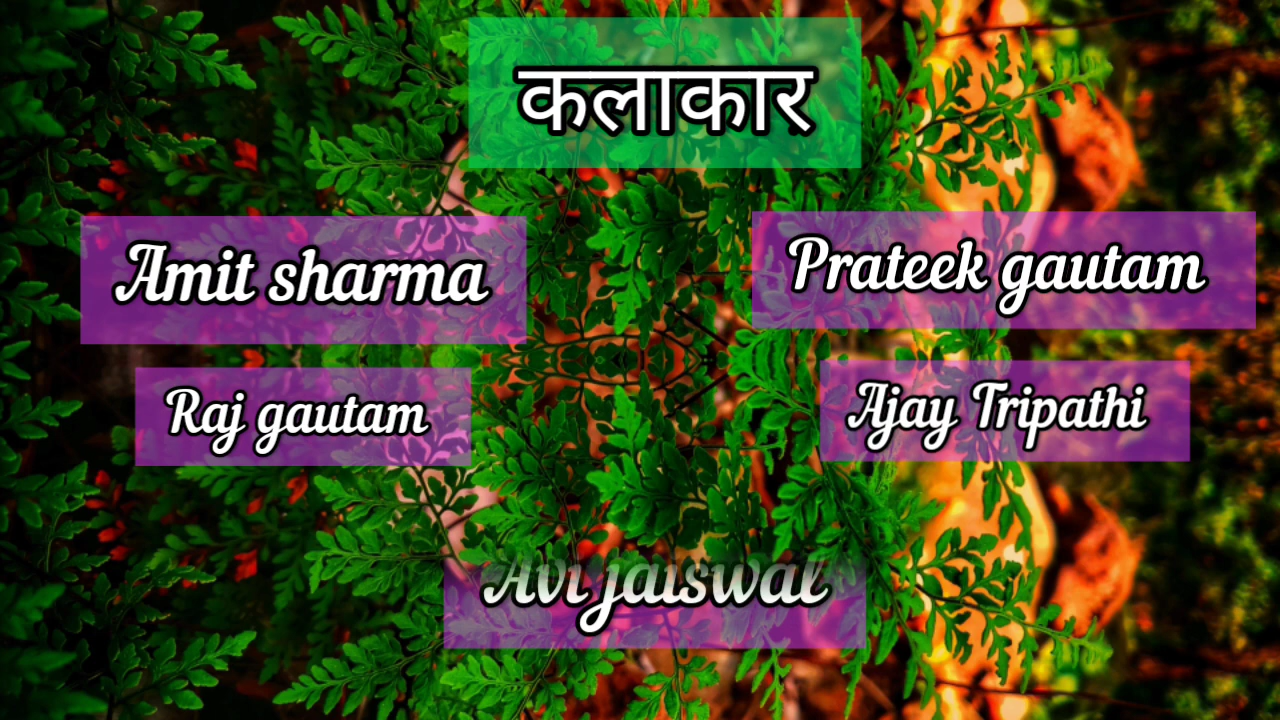 कलाकार
Amit sharma
Prateek gautam
Raj gautam
Ajay Tripathi
Avi jaiswal